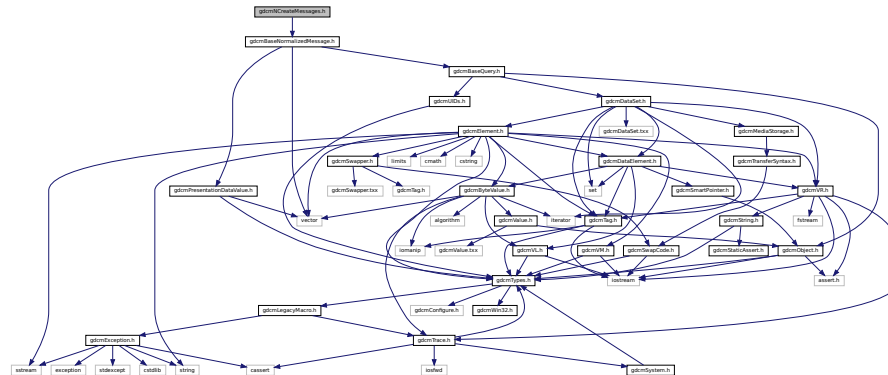 gdcmNCreateMessages.h
gdcmBaseNormalizedMessage.h
gdcmBaseQuery.h
gdcmUIDs.h
gdcmDataSet.h
gdcmElement.h
gdcmDataSet.txx
gdcmMediaStorage.h
gdcmSwapper.h
limits
cmath
cstring
gdcmDataElement.h
gdcmTransferSyntax.h
gdcmPresentationDataValue.h
gdcmSwapper.txx
gdcmTag.h
gdcmByteValue.h
set
gdcmSmartPointer.h
gdcmVR.h
vector
algorithm
gdcmValue.h
iterator
gdcmTag.h
gdcmString.h
fstream
iomanip
gdcmValue.txx
gdcmVL.h
gdcmVM.h
gdcmSwapCode.h
gdcmStaticAssert.h
gdcmObject.h
gdcmTypes.h
iostream
assert.h
gdcmLegacyMacro.h
gdcmConfigure.h
gdcmWin32.h
gdcmException.h
gdcmTrace.h
sstream
exception
stdexcept
cstdlib
string
cassert
iosfwd
gdcmSystem.h